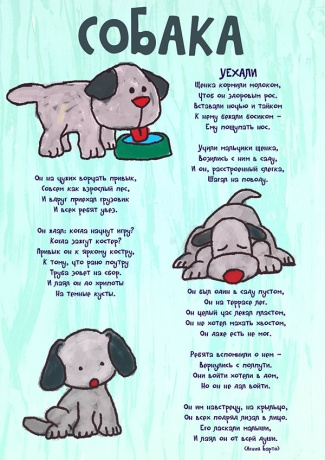 СОБАКА
УЕХАЛИ
Щенка кормили молоком,
Чтоб он здоровым рос.
Вставали ночью и тайком
К нему бежали босиком —
Ему пощупать нос.
Учили мальчики щенка,
Возились с ним в саду,
И он, расстроенный слегка,
Шагал на поводу.
Он на чужих ворчать привык,
Совсем как взрослый пес,
И вдруг приехал грузовик
И всех ребят увез.
Он ждал: когда начнут игру?
Когда зажгут костер?
Привык он к яркому костру,
К тому, что рано поутру
Труба зовет на сбор.
И лаял он до хрипоты
На темные кусты.
Он был один в саду пустом,
Он на террасе лег.
Он целый час лежал пластом,
Он не хотел махать хвостом,
Он даже есть не мог.
Ребята вспомнили о нем —
Вернулись с полпути.
Они войти хотели в дом,
Но он не дал войти.
Он им навстречу, на крыльцо,
Он всех подряд лизал в лицо.
Его ласкали малыши,
И лаял он от всей души.
(Агния Барто)